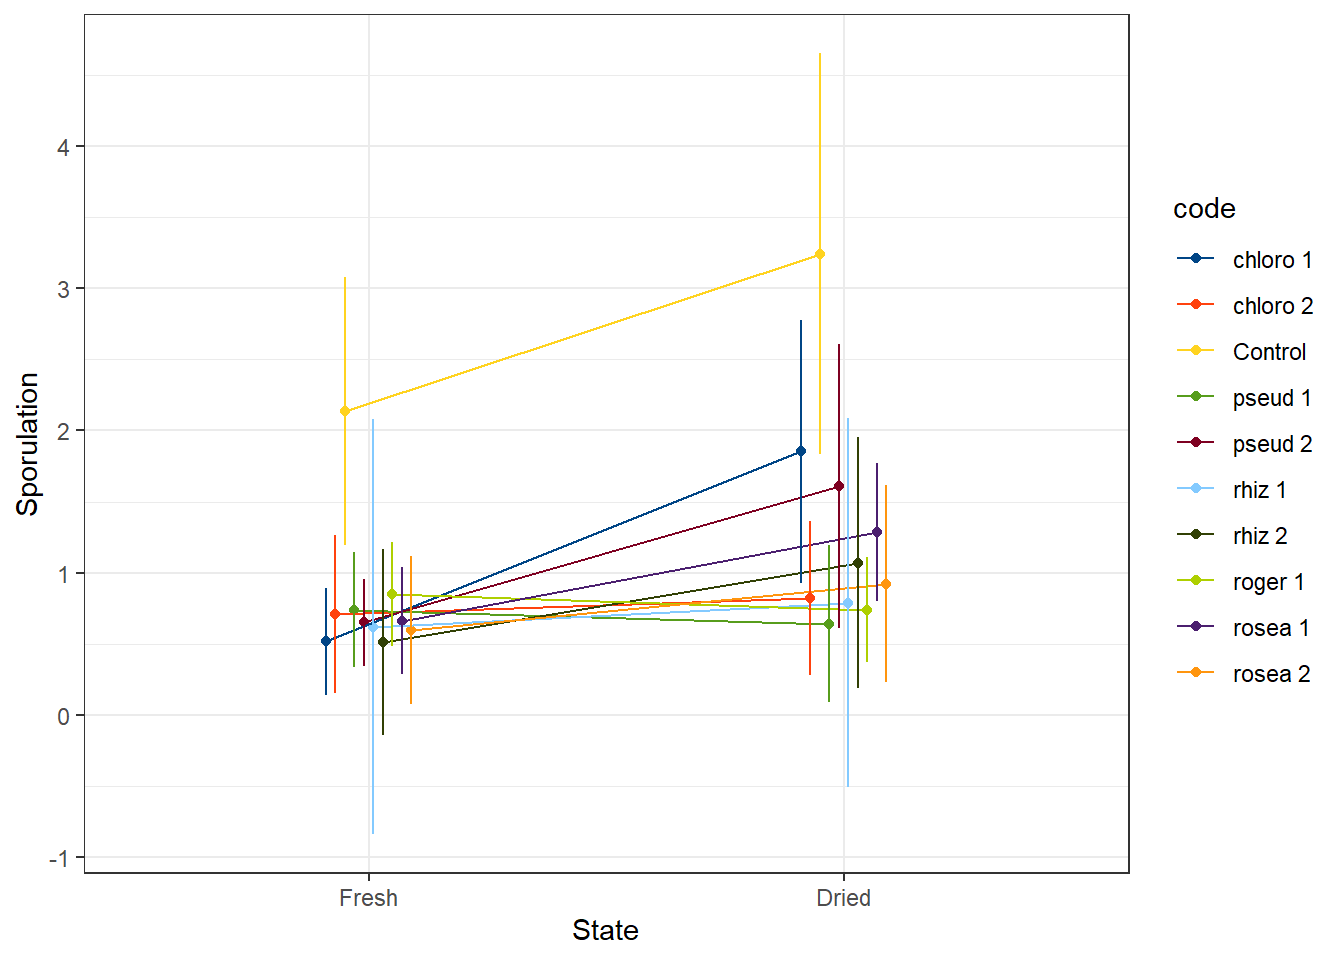 4
3
2
1
0
-1
Sporulation
Fresh
Dried
State
code
chloro 1
chloro 2
Control
pseud 1
pseud 2
rhiz 1
rhiz 2
roger 1
rosea 1
rosea 2